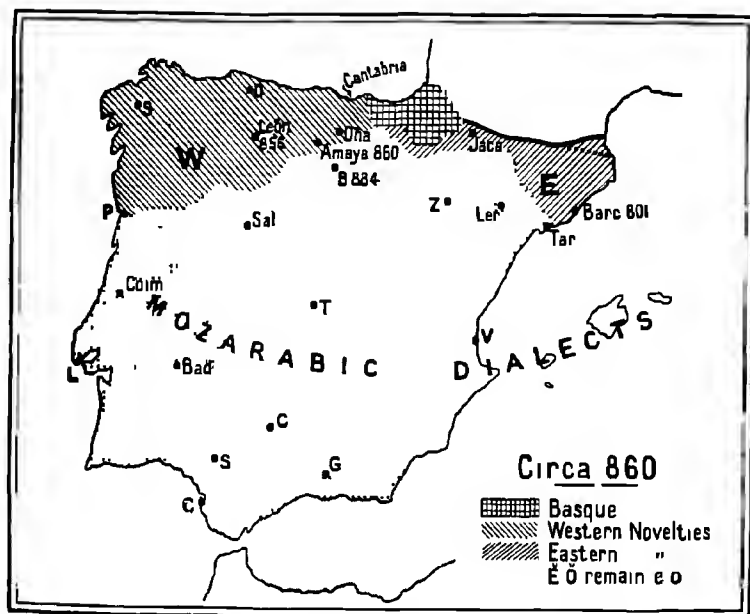 Cantabria
O
S
León
856
Oña
Amaya 860
B 884
Jaca
W
E
P
Sal
Z
Ler
Barc 801
Tar
Coim
T
MOZARABIC
DIALECTS
V
Bad
L
C
S
G
C
Circa 860
Basque
Western Novelties
Eastern "
Ĕ Ŏ remain e o